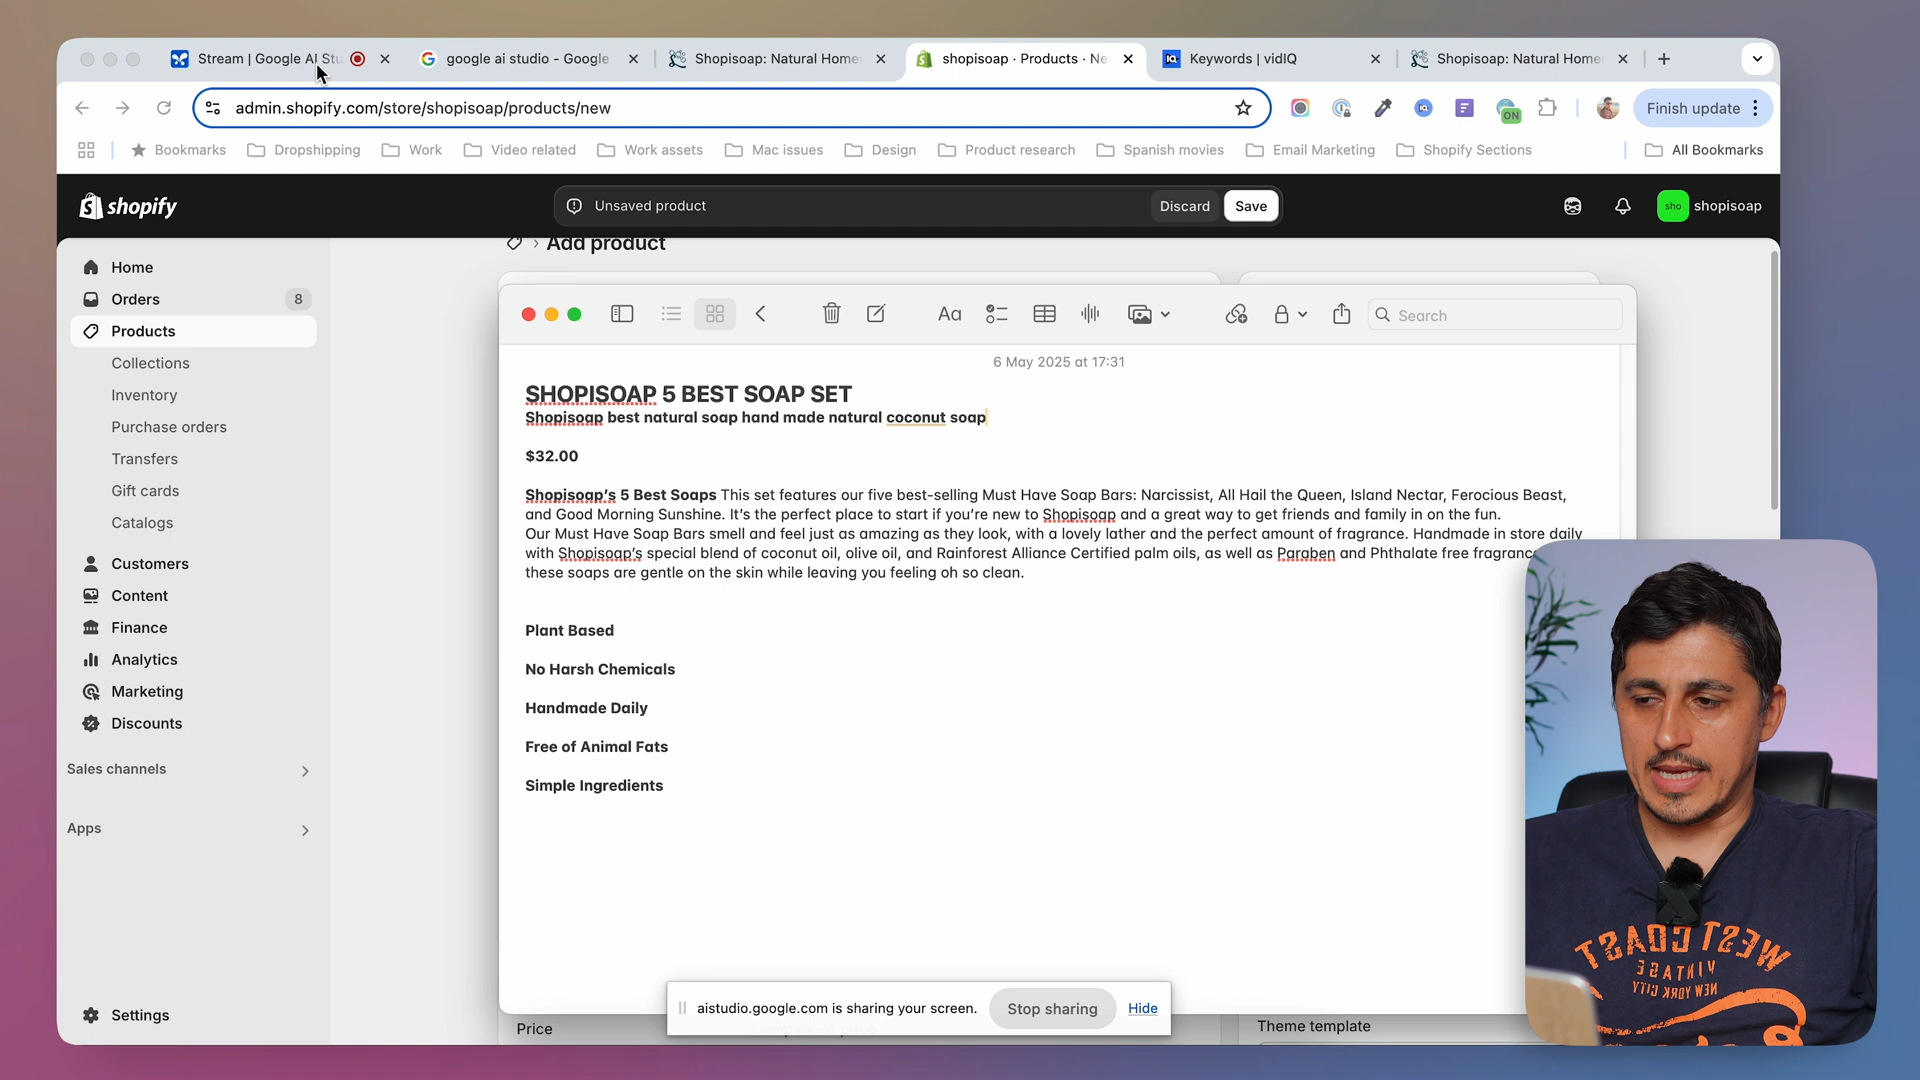 Stream | Google AI Stu
google ai studio - Google
Shopisoap: Natural Home
shopisoap · Products · Ne
Keywords | vidIQ
Shopisoap: Natural Home
admin.shopify.com/store/shopisoap/products/new
ON
Finish update
Bookmarks
Dropshipping
Work
Video related
Work assets
Mac issues
Design
Product research
Spanish movies
Email Marketing
Shopify Sections
All Bookmarks
shopify
Unsaved product
Discard
Save
sho
shopisoap
Add product
Home
Orders
8
Products
Collections
Inventory
Purchase orders
Transfers
Gift cards
Catalogs
Customers
Content
Finance
Analytics
Marketing
Discounts
Sales channels
Apps
Settings
Aa
Search
6 May 2025 at 17:31
SHOPISOAP 5 BEST SOAP SET
Shopisoap best natural soap hand made natural coconut soap
$32.00
Shopisoap's 5 Best Soaps This set features our five best-selling Must Have Soap Bars: Narcissist, All Hail the Queen, Island Nectar, Ferocious Beast,
and Good Morning Sunshine. It's the perfect place to start if you're new to Shopisoap and a great way to get friends and family in on the fun.
Our Must Have Soap Bars smell and feel just as amazing as they look, with a lovely lather and the perfect amount of fragrance. Handmade in store daily
with Shopisoap's special blend of coconut oil, olive oil, and Rainforest Alliance Certified palm oils, as well as Paraben and Phthalate free fragranc
these soaps are gentle on the skin while leaving you feeling oh so clean.
Plant Based
No Harsh Chemicals
Handmade Daily
Free of Animal Fats
Simple Ingredients
aistudio.google.com is sharing your screen.
Stop sharing
Hide
Price
Theme template
WEST COAST
VINTAGE
NEW YORK CITY